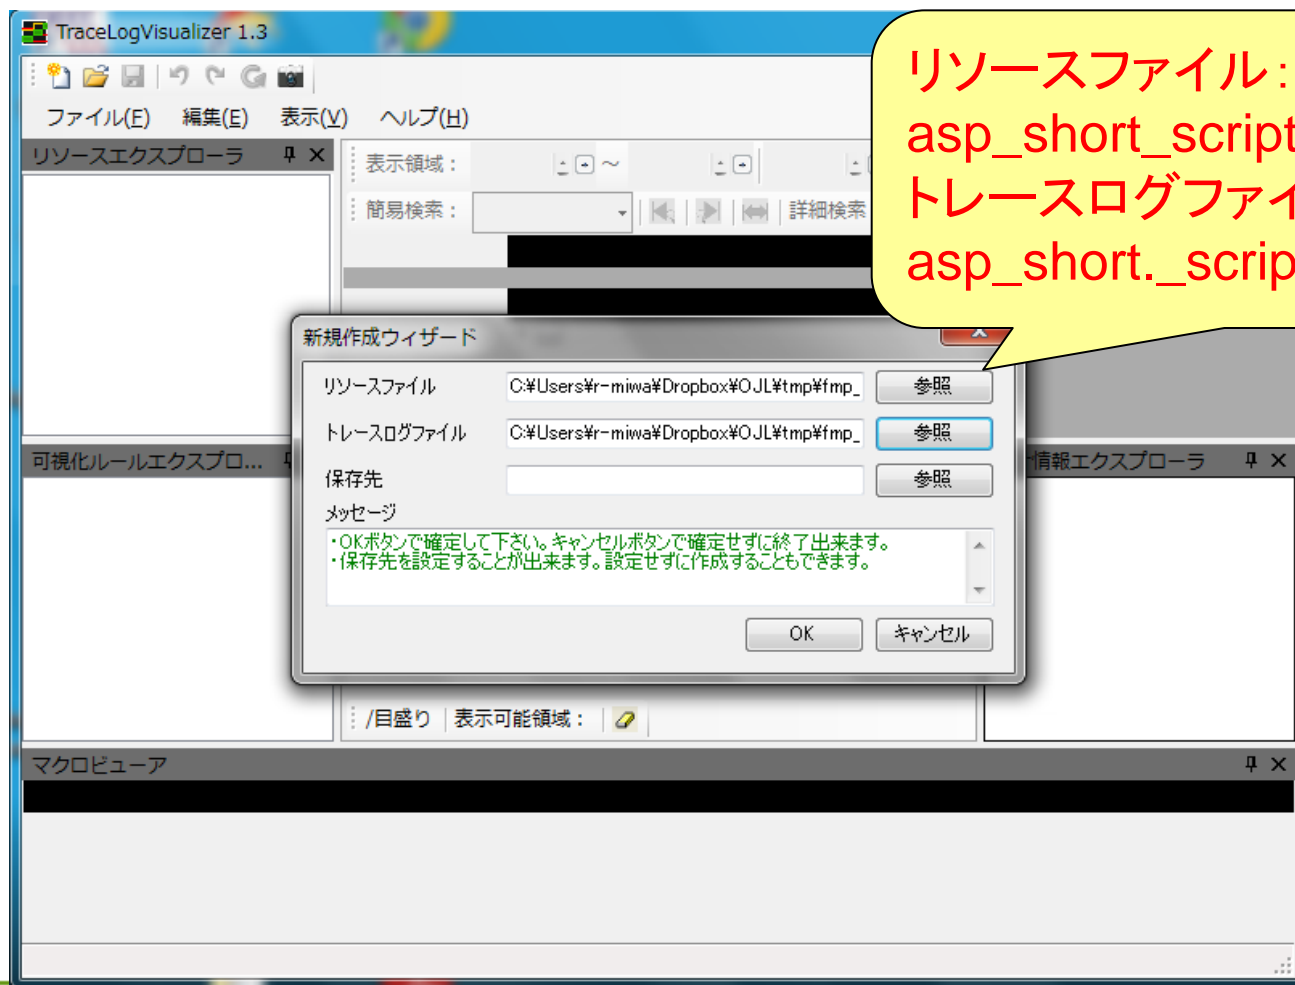 TraceLogVisualizer 1.3
ファイル(F) 編集(E) 表示(V) ヘルプ(H)
リソースエクスプローラ
表示領域：
～
簡易検索：
詳細検索
リソースファイル：
asp_short_script
トレースログファイ
asp_short._scrip
新規作成ウィザード
リソースファイル C:¥Users¥r-miwa¥Dropbox¥OJL¥tmp¥fmp_ 参照
トレースログファイル C:¥Users¥r-miwa¥Dropbox¥OJL¥tmp¥fmp_ 参照
保存先 参照
メッセージ
・OKボタンで確定して下さい。キャンセルボタンで確定せずに終了出来ます。
・保存先を設定することが出来ます。設定せずに作成することもできます。
OK キャンセル
可視化ルールエクスプロ...
情報エクスプローラ
/目盛り 表示可能領域：
マクロビューア